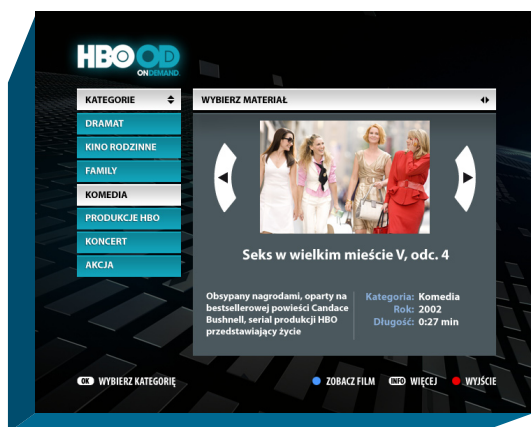 HBO OD
ONDEMAND
KATEGORIE
WYBIERZ MATERIAŁ
DRAMAT
KINO RODZINNE
FAMILY
KOMEDIA
PRODUKCJE HBO
KONCERT
AKCJA
Seks w wielkim mieście V, odc. 4
Obsypany nagrodami, oparty na
bestsellerowej powieści Candace
Bushnell, serial produkcji HBO
przedstawiający życie
Kategoria: Komedia
Rok: 2002
Długość: 0:27 min
OK WYBIERZ KATEGORIĘ
ZOBACZ FILM INFO WIĘCEJ WYJŚCIE